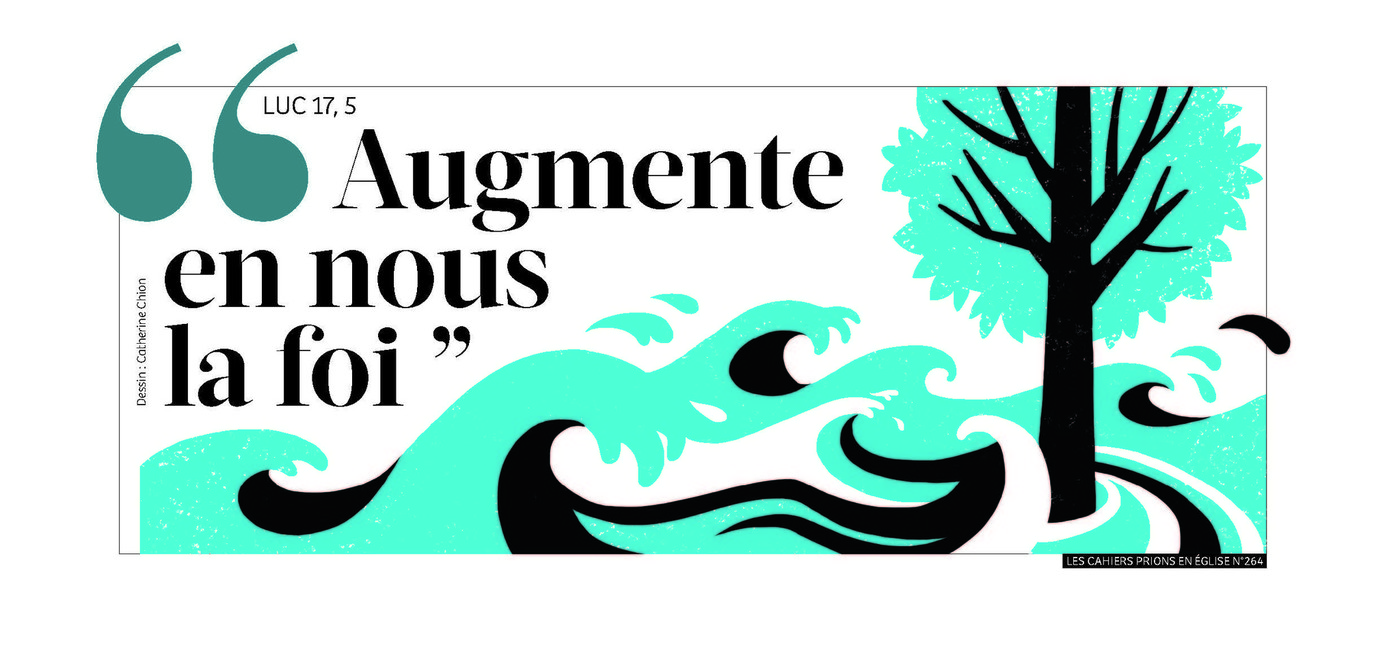 “
LUC 17, 5
Augmente
en nous
la foi ”
Dessin : Catherine Chion
LES CAHIERS PRIONS EN ÉGLISE N°264